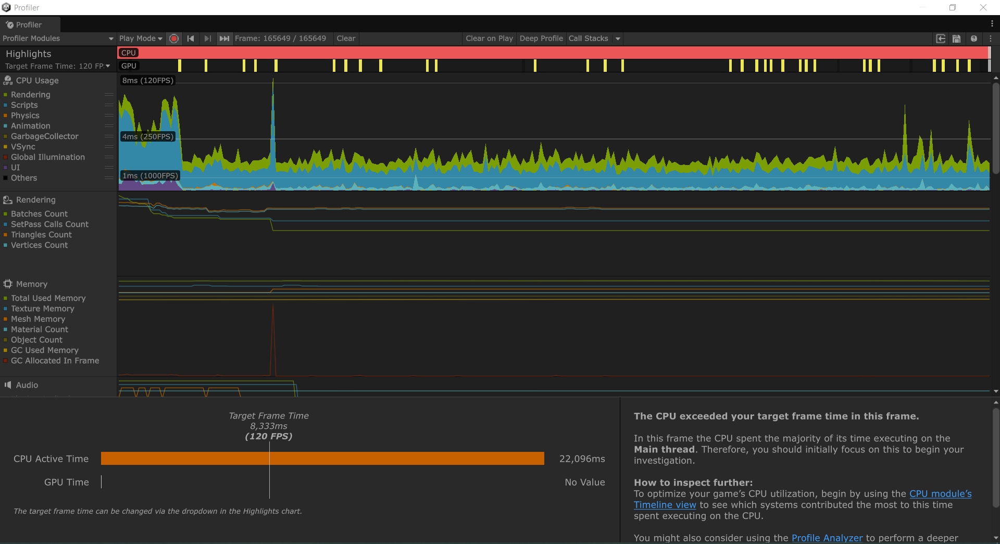 Profiler
Profiler
Profiler Modules
Play Mode
Frame: 165649 / 165649
Clear
Clear on Play
Deep Profile
Call Stacks
Highlights
Target Frame Time: 120 FP
CPU
GPU
CPU Usage
Rendering
Scripts
Physics
Animation
GarbageCollector
VSync
Global Illumination
UI
Others
8ms (120FPS)
4ms (250FPS)
1ms (1000FPS)
Rendering
Batches Count
SetPass Calls Count
Triangles Count
Vertices Count
Memory
Total Used Memory
Texture Memory
Mesh Memory
Material Count
Object Count
GC Used Memory
GC Allocated In Frame
Audio
Target Frame Time
8,333ms
(120 FPS)
CPU Active Time
22,096ms
GPU Time
No Value
The target frame time can be changed via the dropdown in the Highlights chart.
The CPU exceeded your target frame time in this frame.
In this frame the CPU spent the majority of its time executing on the
Main thread. Therefore, you should initially focus on this to begin your
investigation.
How to inspect further:
To optimize your game's CPU utilization, begin by using the CPU module's
Timeline view to see which systems contributed the most to this time
spent executing on the CPU.
You might also consider using the Profile Analyzer to perform a deeper